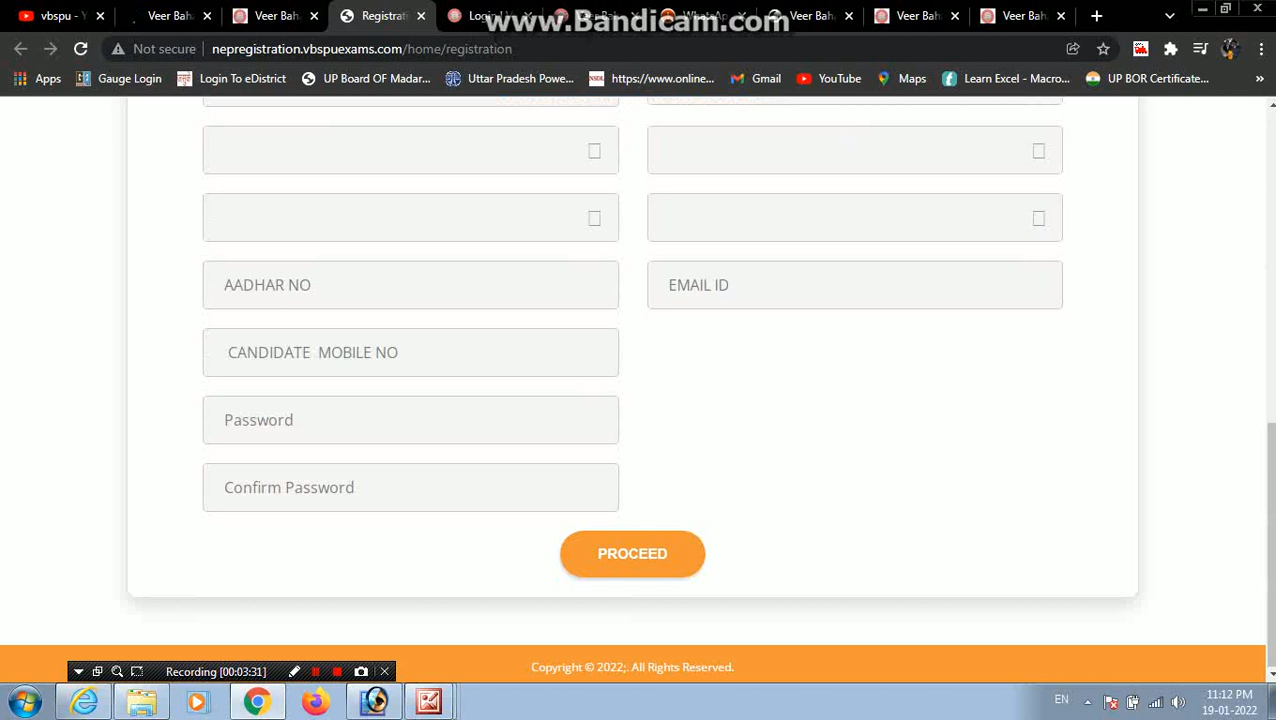 vbspu - Y
Veer Bah
Veer Bah
Registrat
Login | V
Veer Bah
WhatsAp
Veer Bah
Veer Bah
Veer Bah
www.Bandicam.com
Not secure nepregistration.vbspuexams.com/home/registration
Apps
Gauge Login
Login To eDistrict
UP Board OF Madar...
Uttar Pradesh Powe...
https://www.online...
Gmail
YouTube
Maps
Learn Excel - Macro...
UP BOR Certificate...
»
AADHAR NO
EMAIL ID
CANDIDATE MOBILE NO
Password
Confirm Password
PROCEED
Copyright © 2022;. All Rights Reserved.
Recording [00:03:31]
EN
11:12 PM
19-01-2022